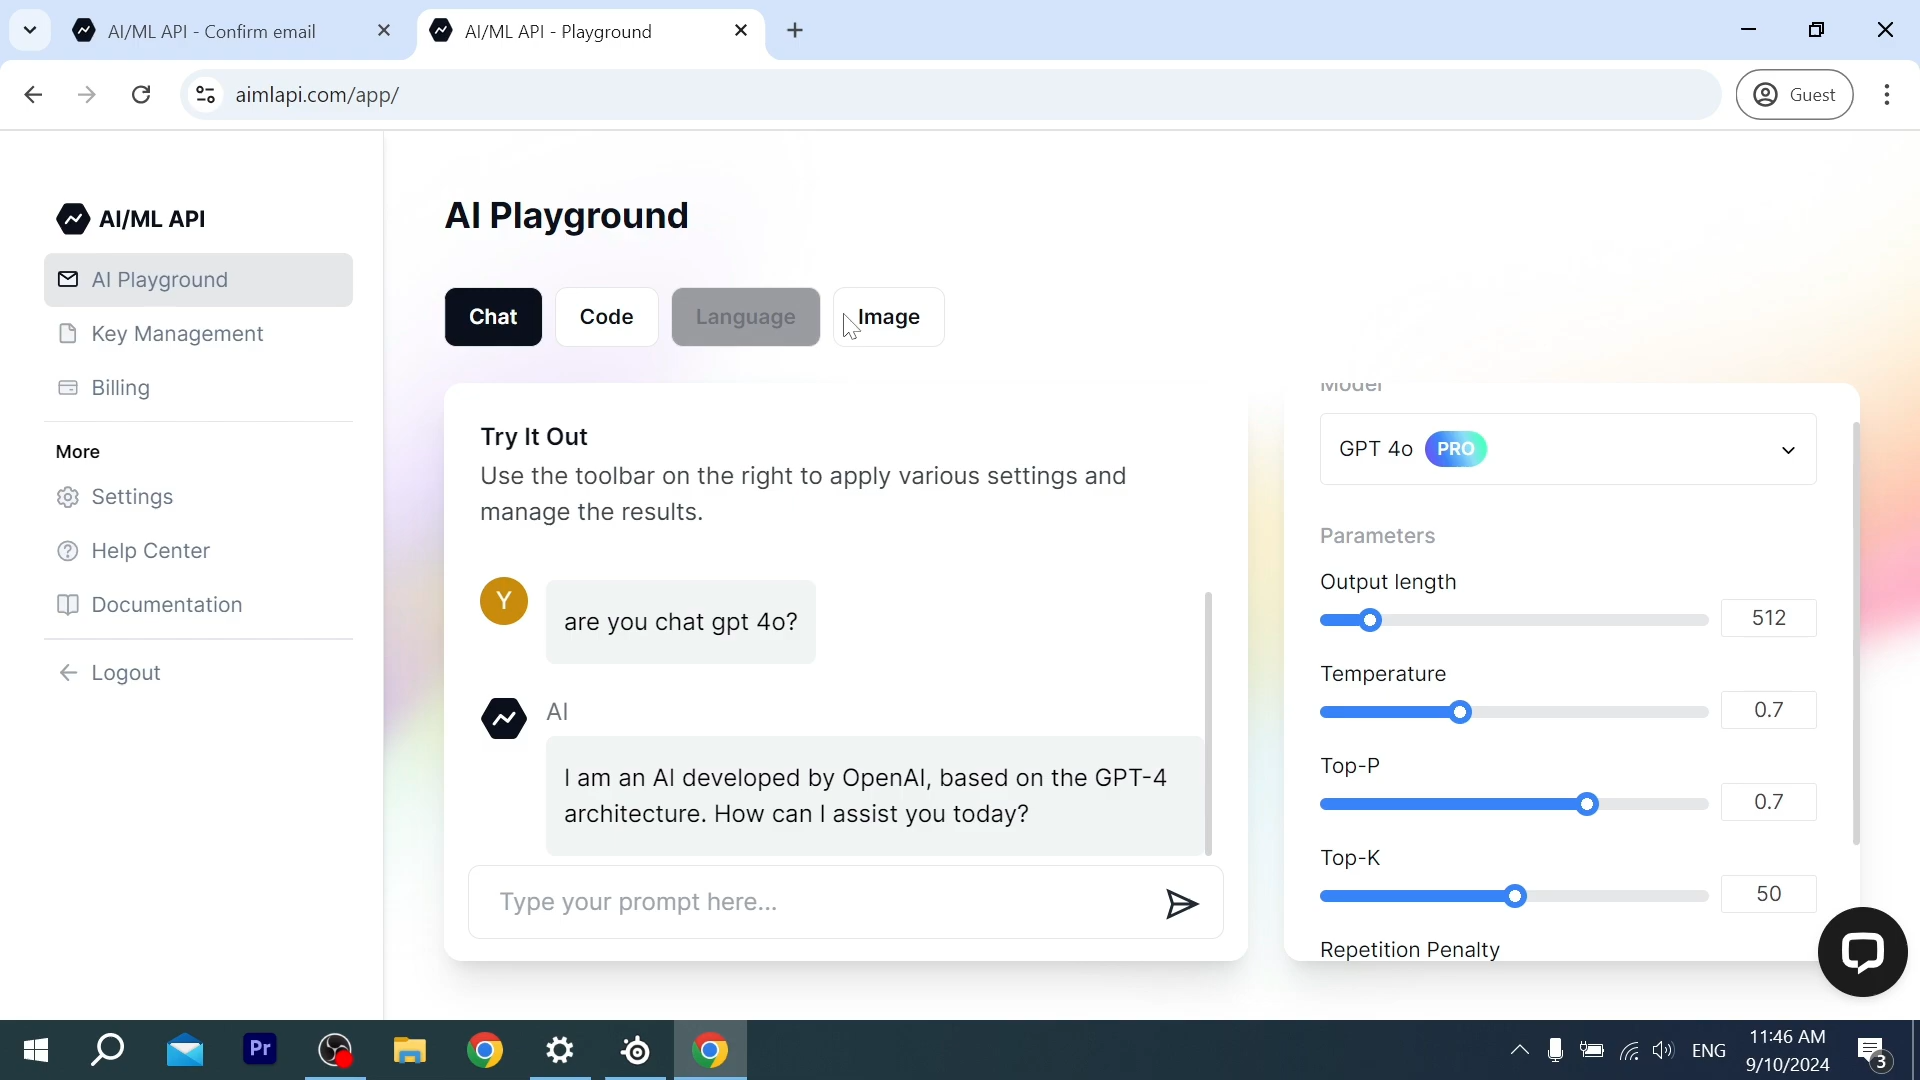 AI/ML API - Confirm email
AI/ML API - Playground
aimlapi.com/app/
Guest
AI/ML API
AI Playground
Key Management
Billing
More
Settings
Help Center
Documentation
Logout
AI Playground
Chat
Code
Language
Image
Try It Out
Use the toolbar on the right to apply various settings and
manage the results.
Y
are you chat gpt 4o?
AI
I am an AI developed by OpenAI, based on the GPT-4
architecture. How can I assist you today?
Type your prompt here...
Model
GPT 4o PRO
Parameters
Output length
512
Temperature
0.7
Top-P
0.7
Top-K
50
Repetition Penalty
Pr
ENG
11:46 AM
9/10/2024
3